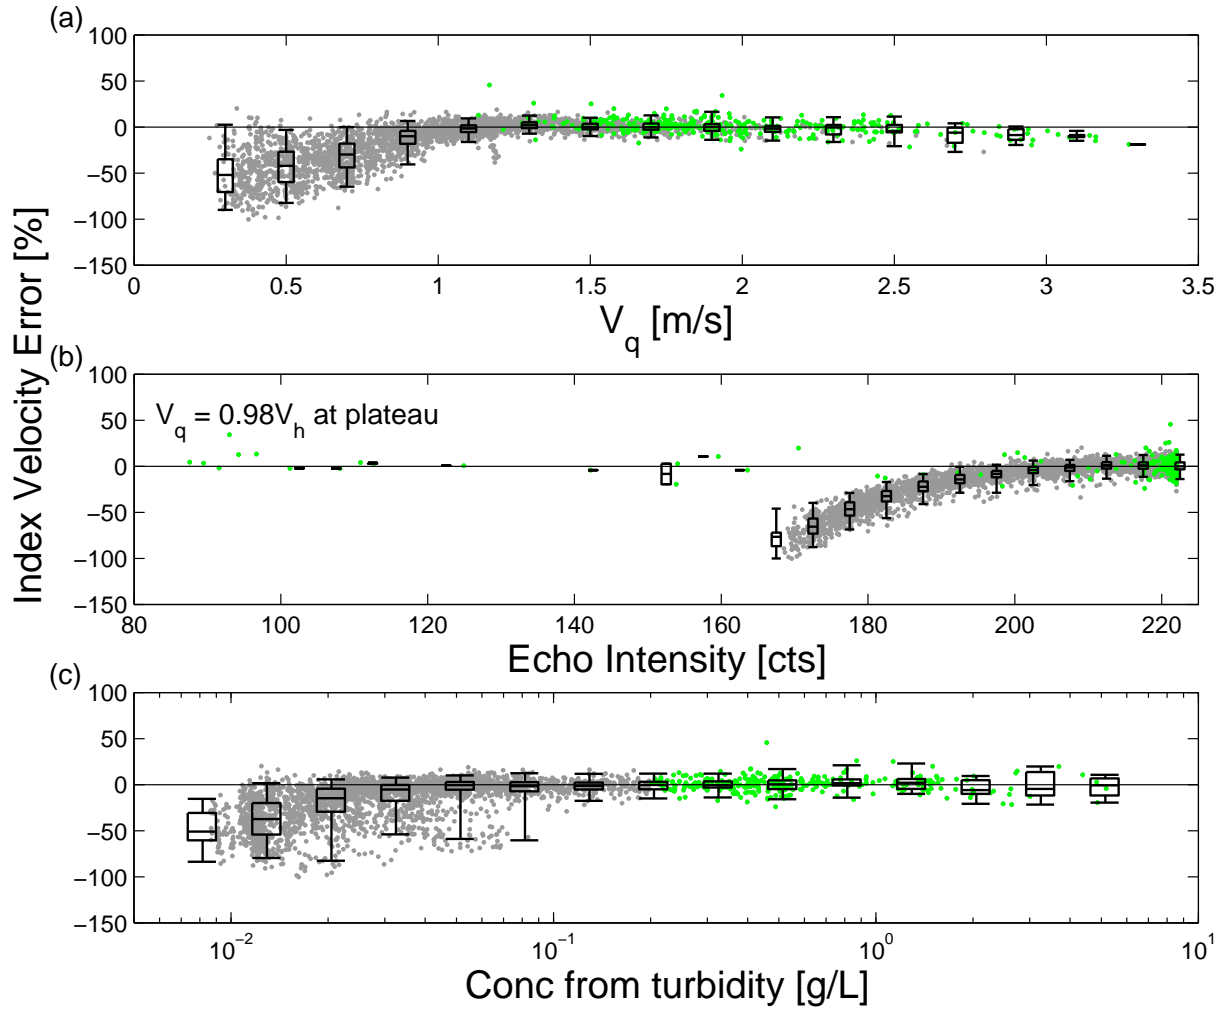 (a)
100
50
0
−50
−100
−150
0 0.5 1 1.5 2 2.5 3 3.5
V_q [m/s]
Index Velocity Error [%]
(b)
100
50
0
−50
−100
−150
V_q = 0.98V_h at plateau
80 100 120 140 160 180 200 220
Echo Intensity [cts]
(c)
100
50
0
−50
−100
−150
10^−2 10^−1 10^0 10^1
Conc from turbidity [g/L]